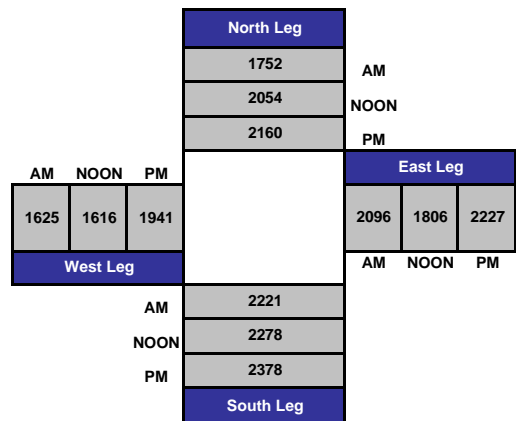 North Leg
1752
AM
2054
NOON
2160
PM
AM NOON PM
East Leg
1625 1616 1941
2096 1806 2227
West Leg
AM NOON PM
AM
2221
NOON
2278
PM
2378
South Leg